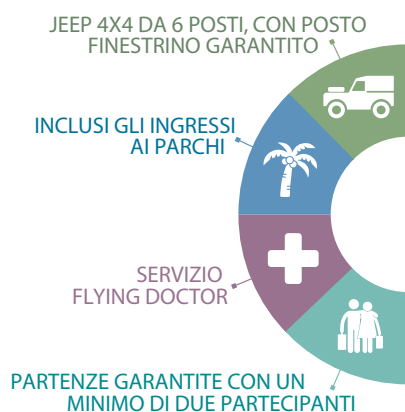 JEEP 4X4 DA 6 POSTI, CON POSTO
FINESTRINO GARANTITO
INCLUSI GLI INGRESSI
AI PARCHI
SERVIZIO
FLYING DOCTOR
PARTENZE GARANTITE CON UN
MINIMO DI DUE PARTECIPANTI